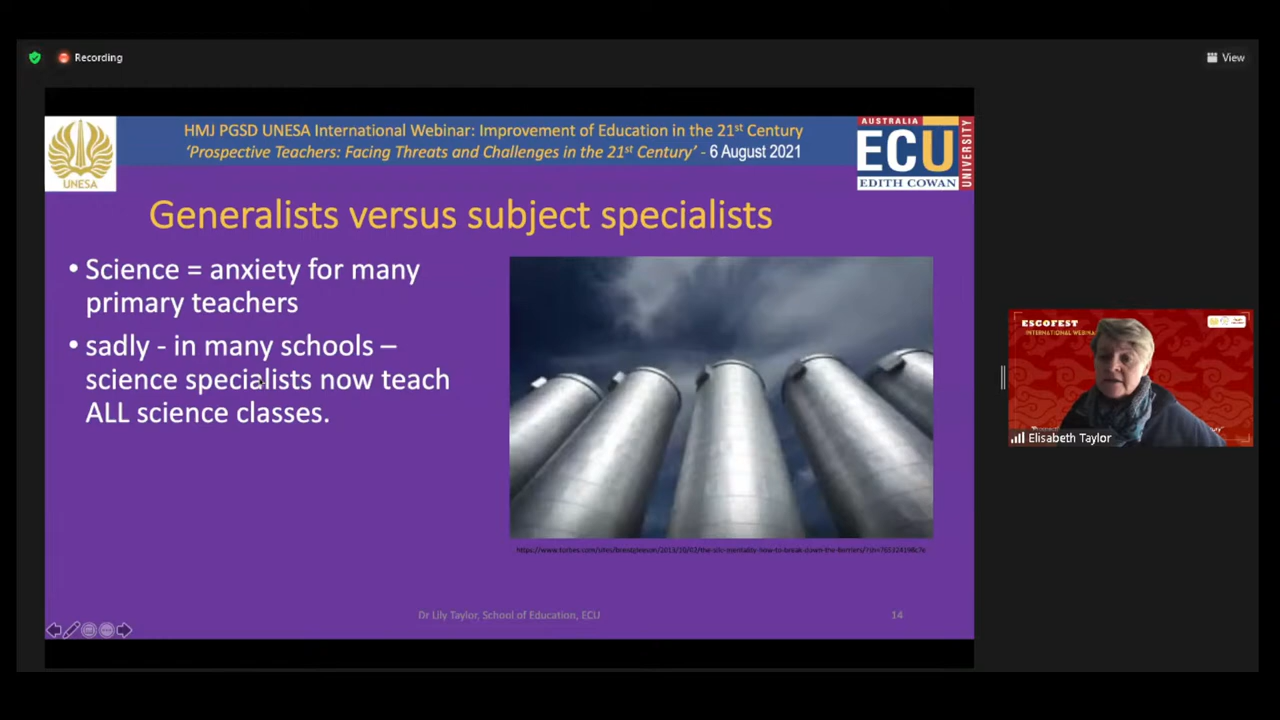 Recording
View
UNESA
HMJ PGSD UNESA International Webinar: Improvement of Education in the 21st Century
‘Prospective Teachers: Facing Threats and Challenges in the 21st Century’ - 6 August 2021
AUSTRALIA
ECU
EDITH COWAN
UNIVERSITY
Generalists versus subject specialists
• Science = anxiety for many
primary teachers
• sadly - in many schools –
science specialists now teach
ALL science classes.
ESGOFEST
INTERNATIONAL WEBINA
Elisabeth Taylor
Dr Lily Taylor, School of Education, ECU
14